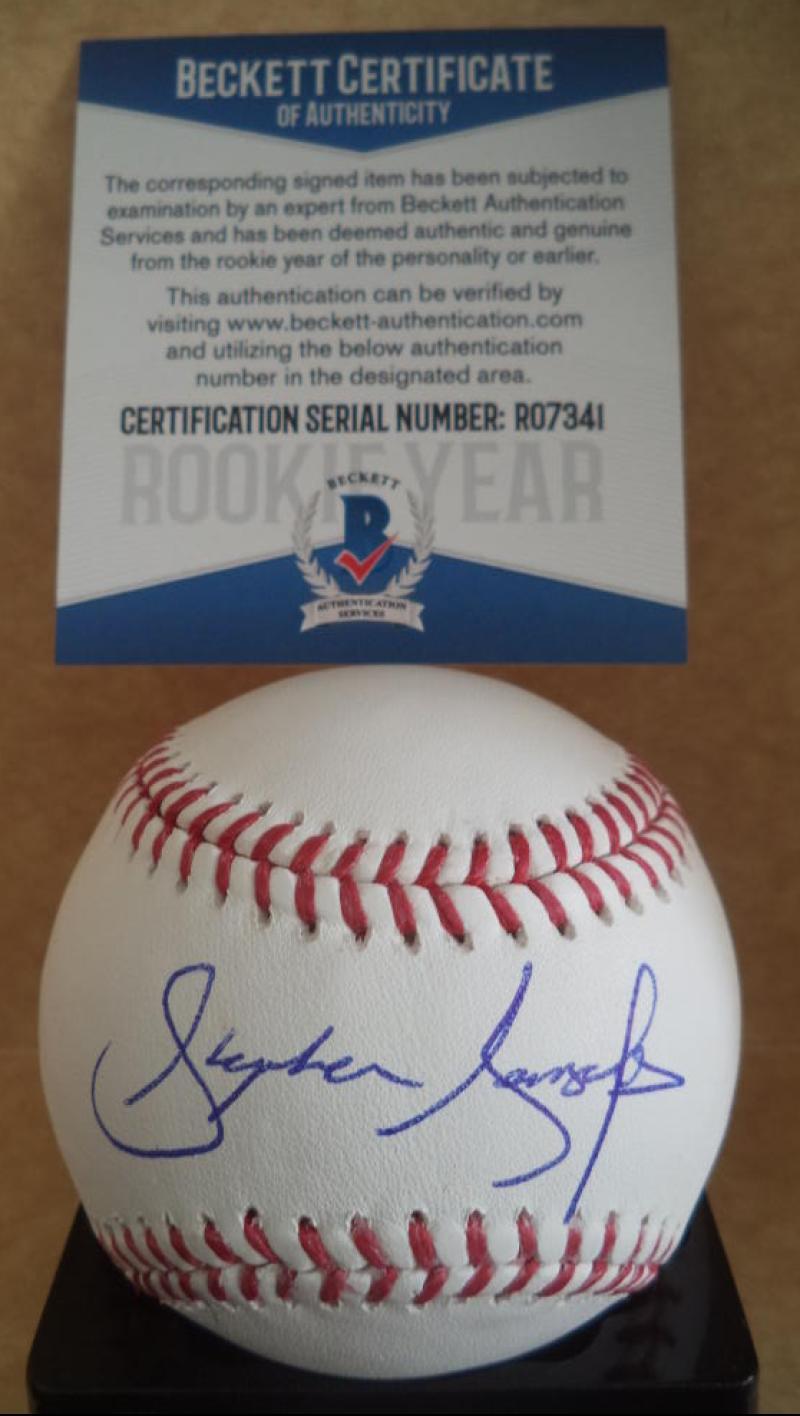 BECKETT CERTIFICATE
OF AUTHENTICITY
The corresponding signed item has been subjected to
examination by an expert from Beckett Authentication
Services and has been deemed authentic and genuine
from the rookie year of the personality or earlier.
This authentication can be verified by
visiting www.beckett-authentication.com
and utilizing the below authentication
number in the designated area.
CERTIFICATION SERIAL NUMBER: R07341
ROOKIE YEAR
BECKETT
B
AUTHENTICATION
SERVICES
Stephen